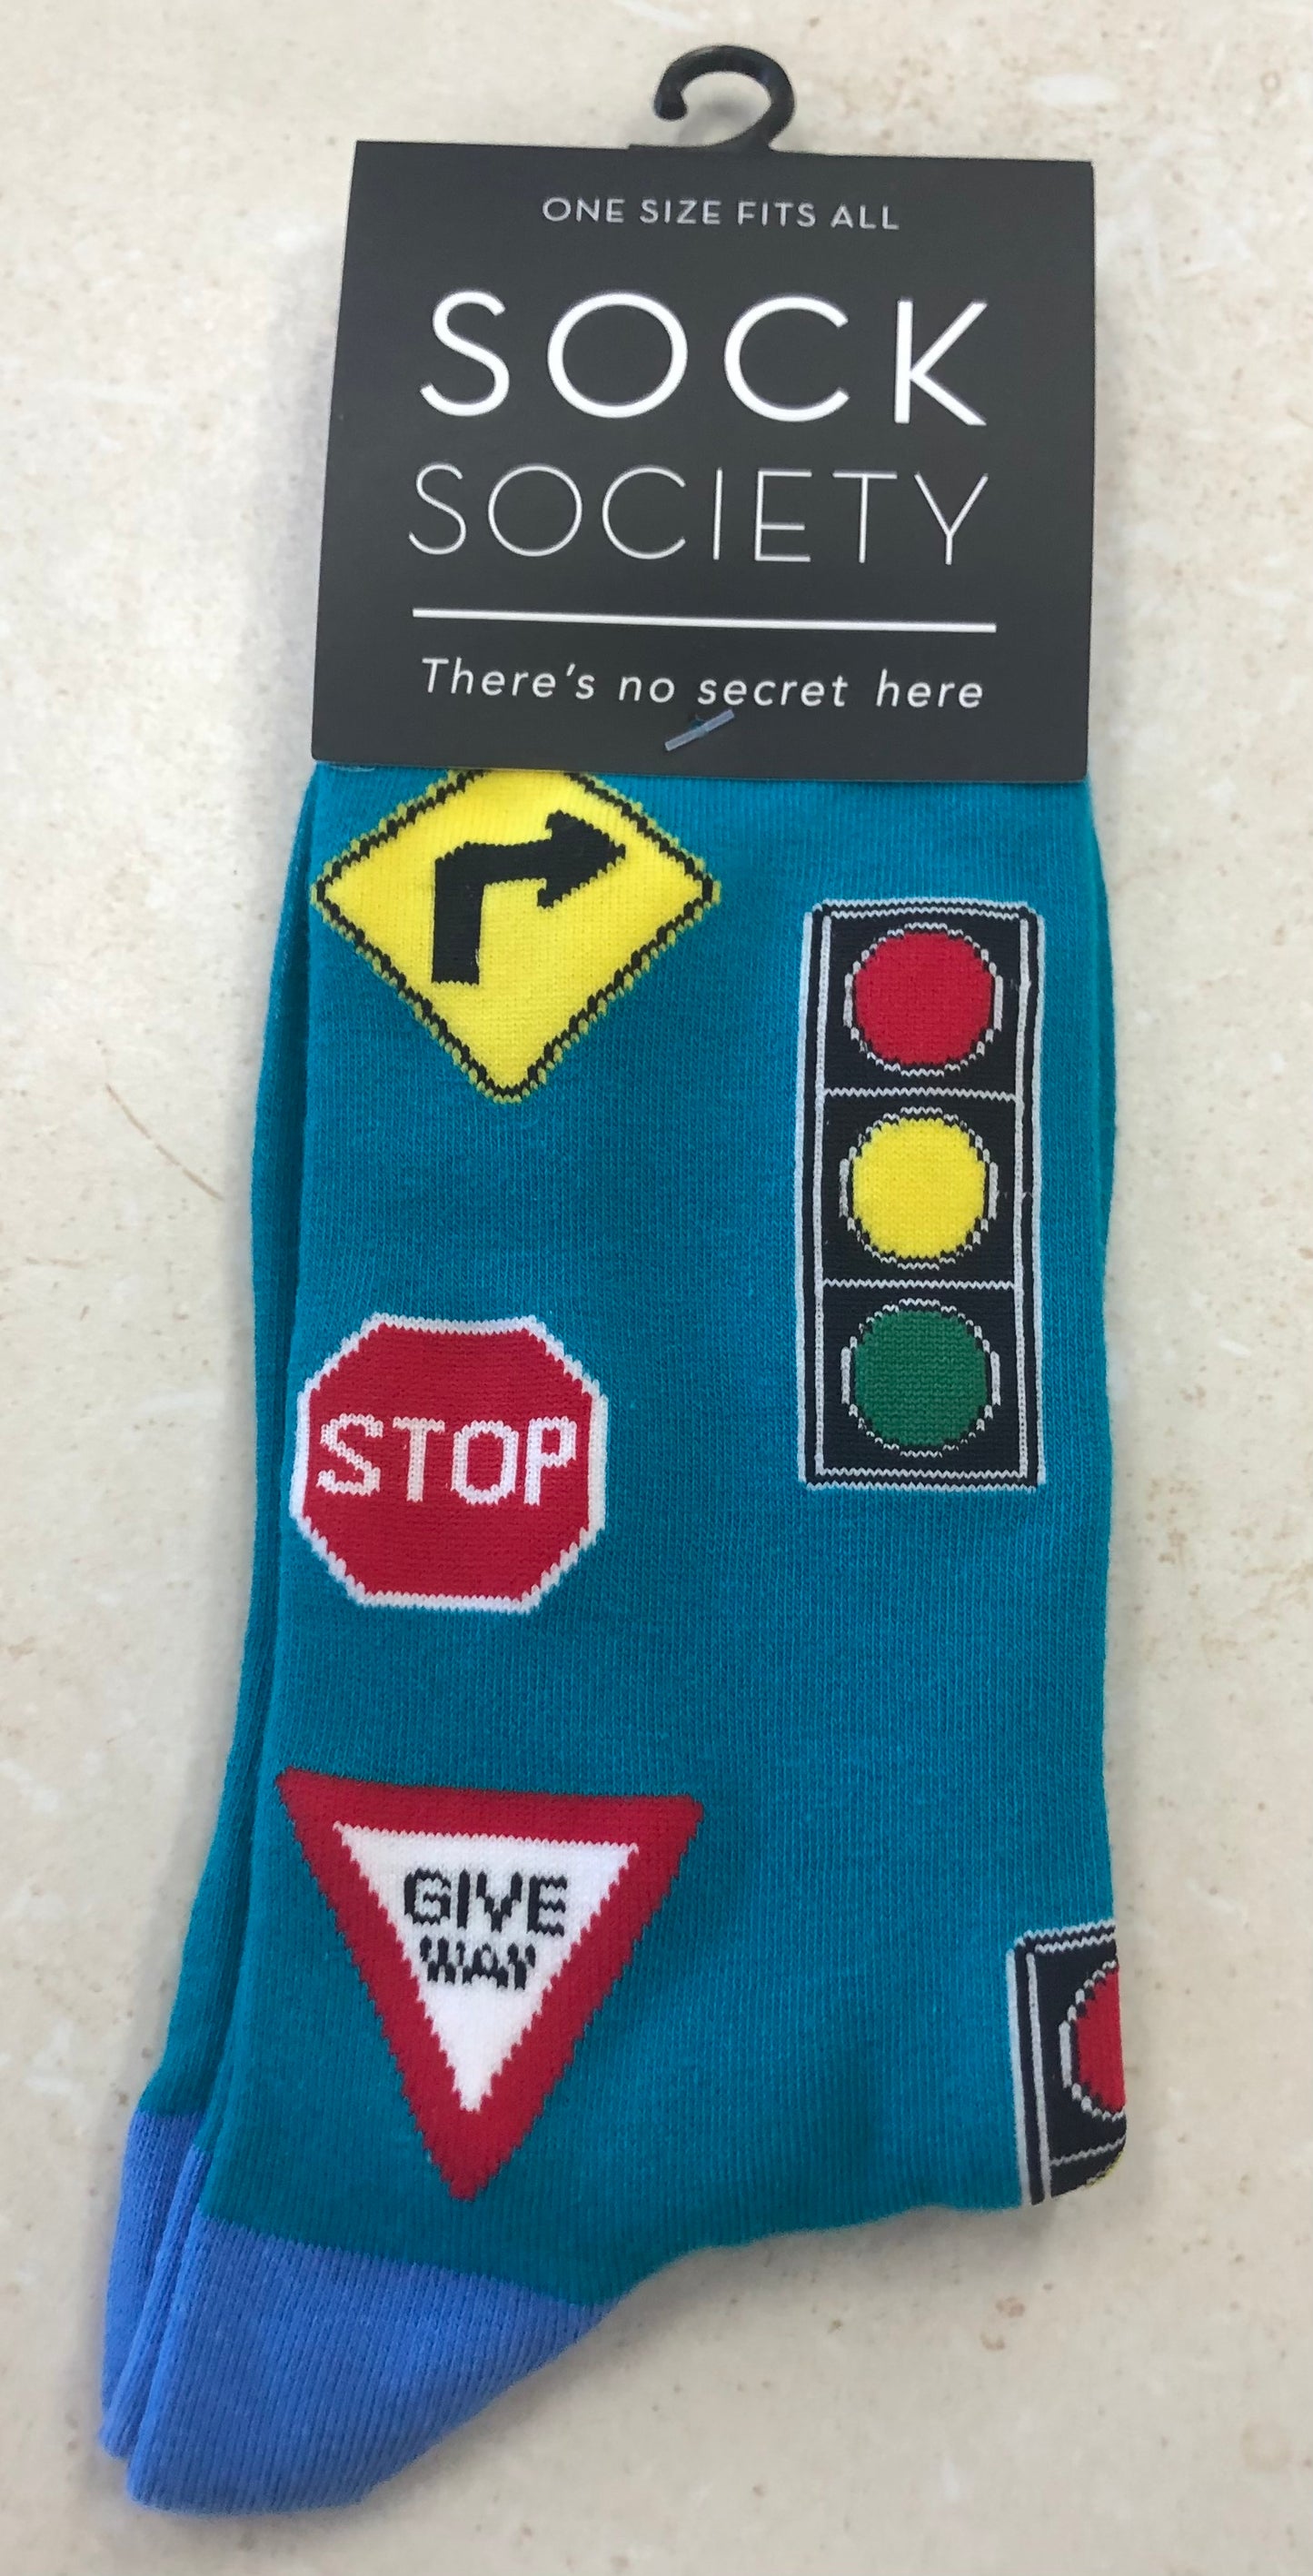 ONE SIZE FITS ALL
SOCK
SOCIETY
There's no secret here
STOP
GIVE
WAY